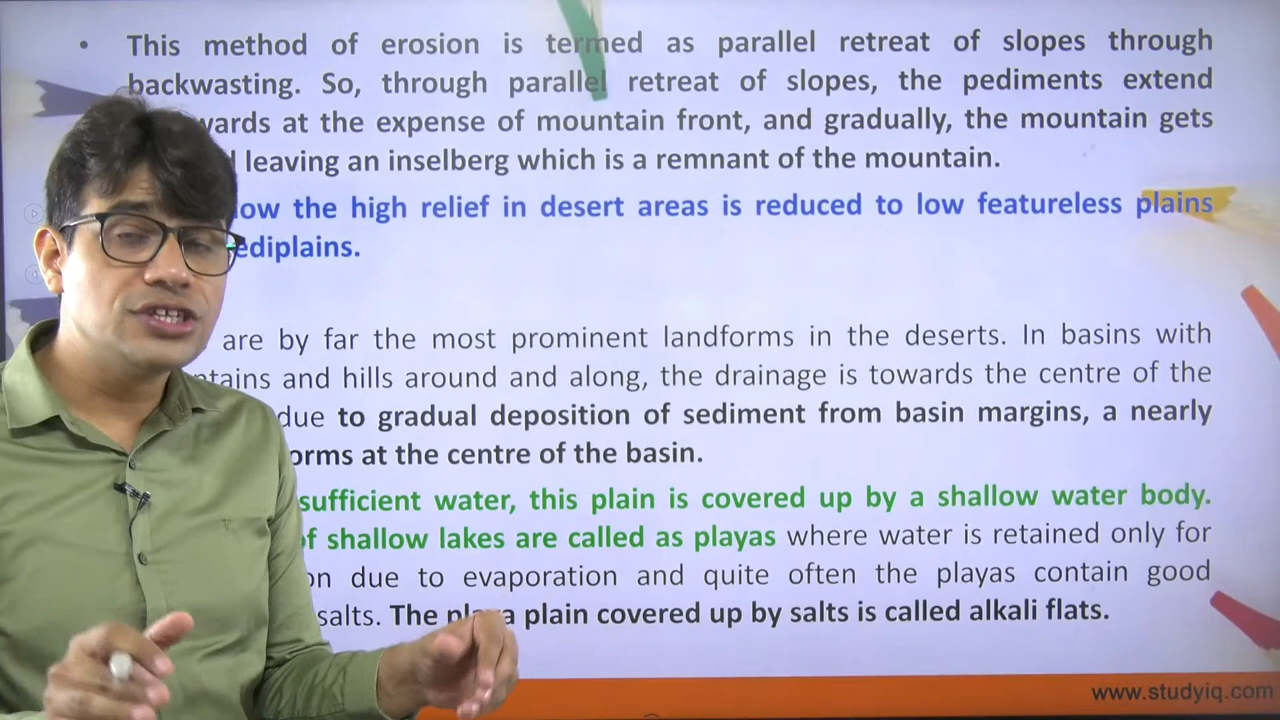 • This method of erosion is termed as parallel retreat of slopes through
backwasting. So, through parallel retreat of slopes, the pediments extend
at the expense of mountain front, and gradually, the mountain gets
leaving an inselberg which is a remnant of the mountain.
the high relief in desert areas is reduced to low featureless plains
are by far the most prominent landforms in the deserts. In basins with
and hills around and along, the drainage is towards the centre of the
due to gradual deposition of sediment from basin margins, a nearly
at the centre of the basin.
sufficient water, this plain is covered up by a shallow water body.
of shallow lakes are called as playas where water is retained only for
due to evaporation and quite often the playas contain good
salts. The playa plain covered up by salts is called alkali flats.
www.studyiq.com